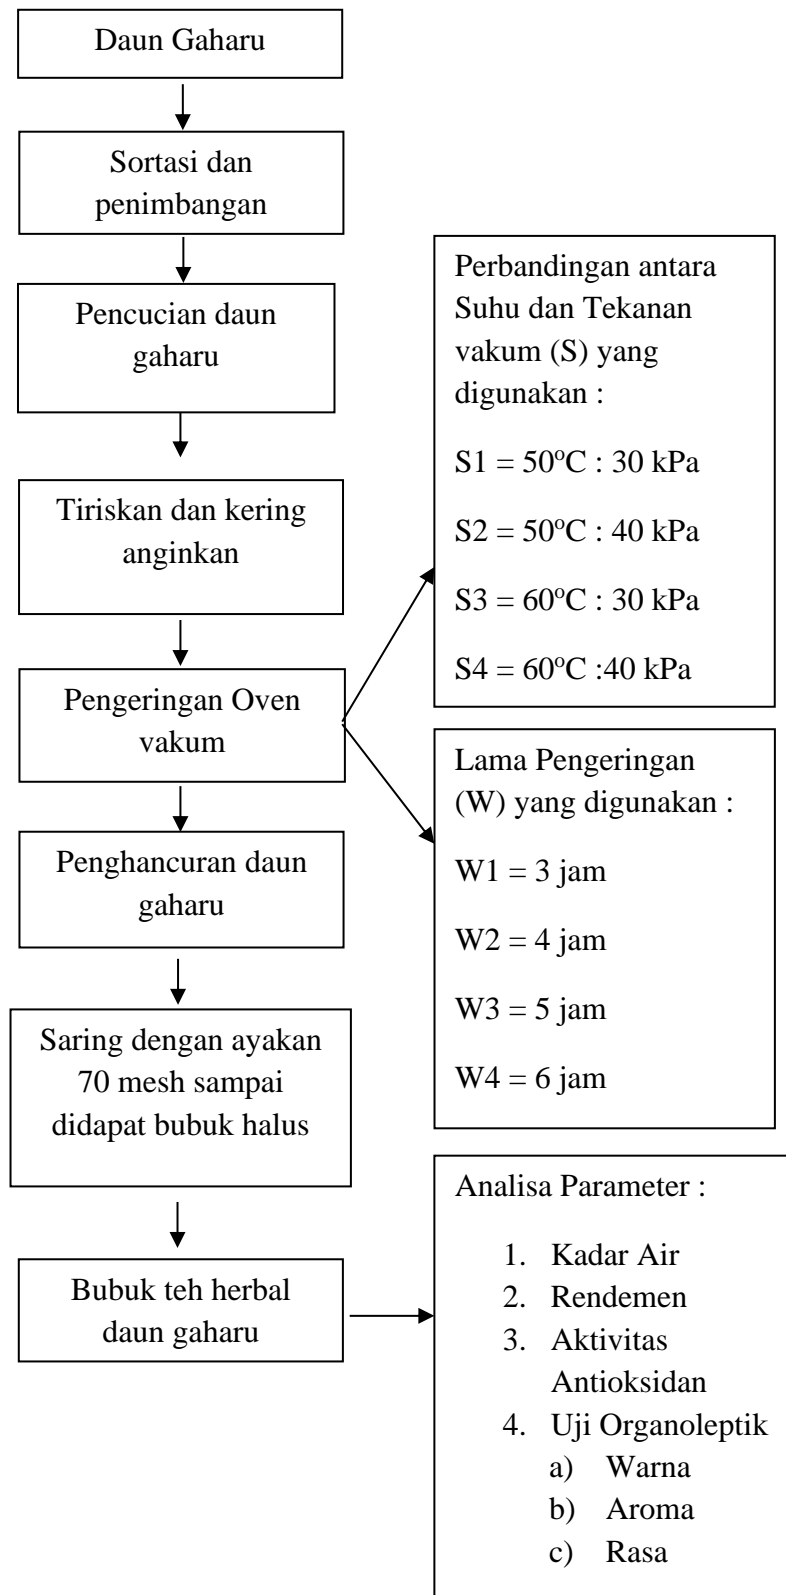 Daun Gaharu
Sortasi dan
penimbangan
Pencucian daun
gaharu
Tiriskan dan kering
anginkan
Pengeringan Oven
vakum
Perbandingan antara
Suhu dan Tekanan
vakum (S) yang
digunakan :
S1 = 50°C : 30 kPa
S2 = 50°C : 40 kPa
S3 = 60°C : 30 kPa
S4 = 60°C :40 kPa
Lama Pengeringan
(W) yang digunakan :
W1 = 3 jam
W2 = 4 jam
W3 = 5 jam
W4 = 6 jam
Penghancuran daun
gaharu
Saring dengan ayakan
70 mesh sampai
didapat bubuk halus
Bubuk teh herbal
daun gaharu
Analisa Parameter :
1. Kadar Air
2. Rendemen
3. Aktivitas
Antioksidan
4. Uji Organoleptik
a) Warna
b) Aroma
c) Rasa